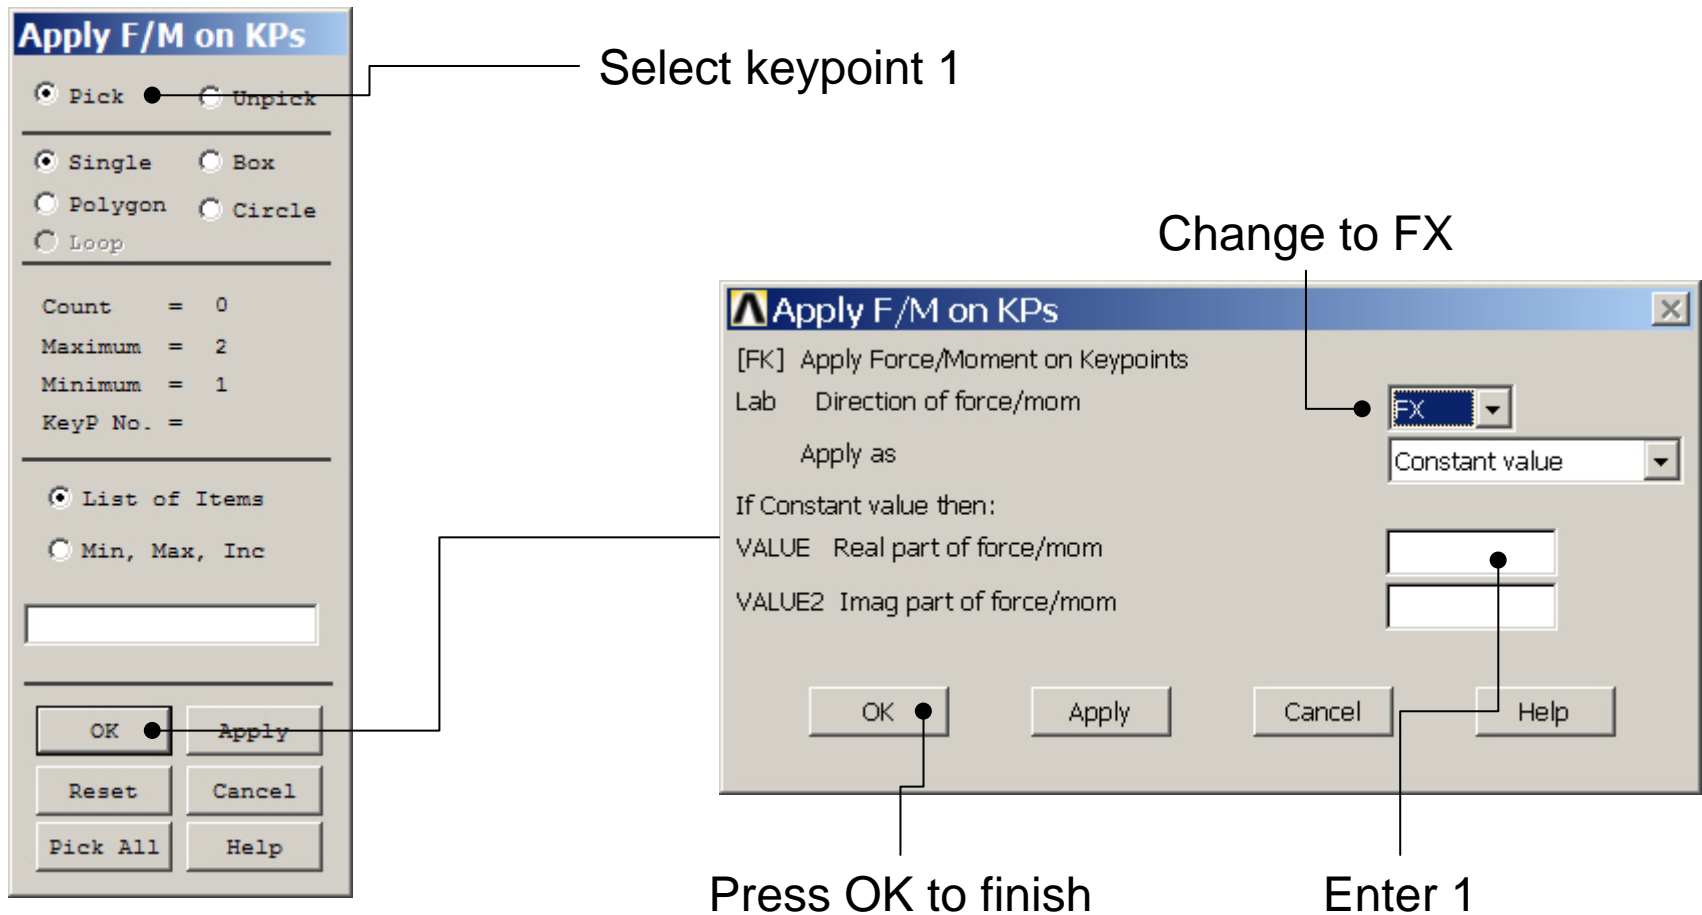 Apply F/M on KPs
Pick Unpick
Single Box
Polygon Circle
Loop
Count = 0
Maximum = 2
Minimum = 1
KeyP No. =
List of Items
Min, Max, Inc
OK Apply
Reset Cancel
Pick All Help
Select keypoint 1
Change to FX
Apply F/M on KPs
[FK] Apply Force/Moment on Keypoints
Lab Direction of force/mom FX
Apply as Constant value
If Constant value then:
VALUE Real part of force/mom
VALUE2 Imag part of force/mom
OK Apply Cancel Help
Press OK to finish
Enter 1